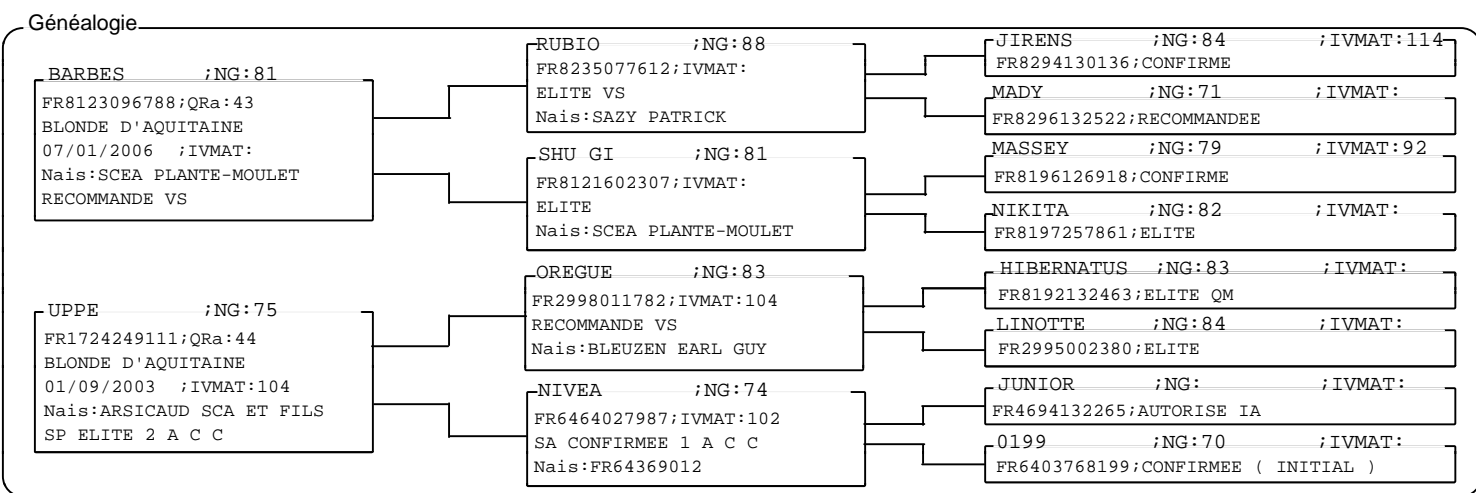 Généalogie
BARBES ;NG:81
FR8123096788;QRa:43
BLONDE D'AQUITAINE
07/01/2006 ;IVMAT:
Nais:SCEA PLANTE-MOULET
RECOMMANDE VS
UPPE ;NG:75
FR1724249111;QRa:44
BLONDE D'AQUITAINE
01/09/2003 ;IVMAT:104
Nais:ARSICAUD SCA ET FILS
SP ELITE 2 A C C
RUBIO ;NG:88
FR8235077612;IVMAT:
ELITE VS
Nais:SAZY PATRICK
SHU GI ;NG:81
FR8121602307;IVMAT:
ELITE
Nais:SCEA PLANTE-MOULET
OREGUE ;NG:83
FR2998011782;IVMAT:104
RECOMMANDE VS
Nais:BLEUZEN EARL GUY
NIVEA ;NG:74
FR6464027987;IVMAT:102
SA CONFIRMEE 1 A C C
Nais:FR64369012
JIRENS ;NG:84 ;IVMAT:114
FR8294130136;CONFIRME
MADY ;NG:71 ;IVMAT:
FR8296132522;RECOMMANDEE
MASSEY ;NG:79 ;IVMAT:92
FR8196126918;CONFIRME
NIKITA ;NG:82 ;IVMAT:
FR8197257861;ELITE
HIBERNATUS ;NG:83 ;IVMAT:
FR8192132463;ELITE QM
LINOTTE ;NG:84 ;IVMAT:
FR2995002380;ELITE
JUNIOR ;NG: ;IVMAT:
FR4694132265;AUTORISE IA
0199 ;NG:70 ;IVMAT:
FR6403768199;CONFIRMEE ( INITIAL )